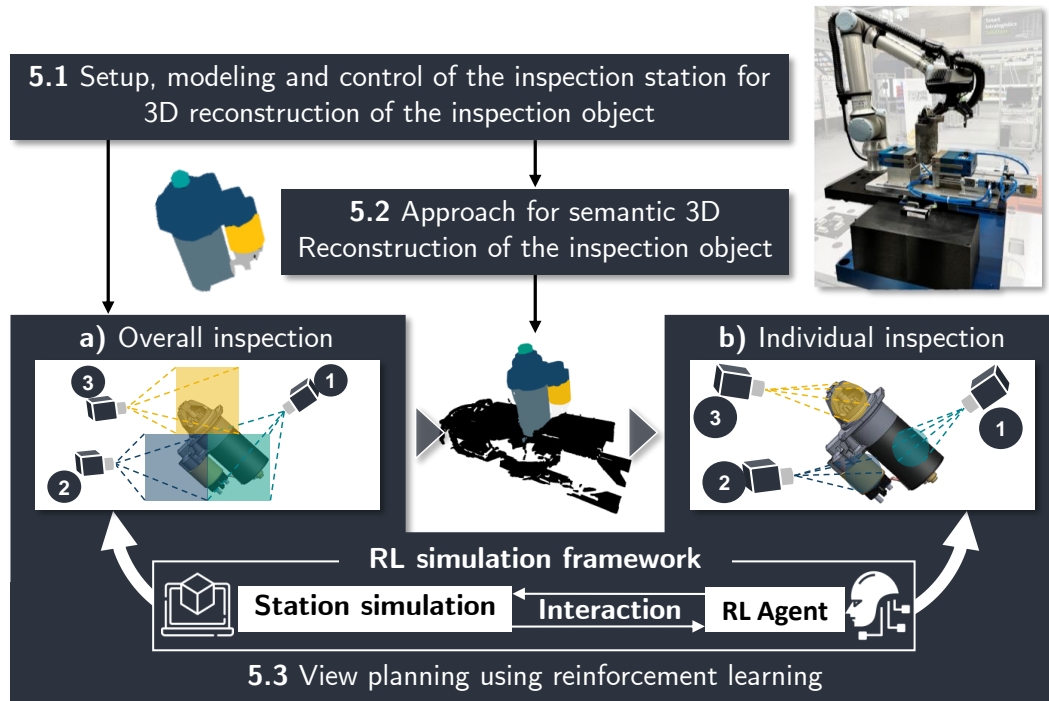 5.1 Setup, modeling and control of the inspection station for
3D reconstruction of the inspection object
5.2 Approach for semantic 3D
Reconstruction of the inspection object
a) Overall inspection
3
1
2
b) Individual inspection
3
1
2
RL simulation framework
Station simulation
Interaction
RL Agent
5.3 View planning using reinforcement learning